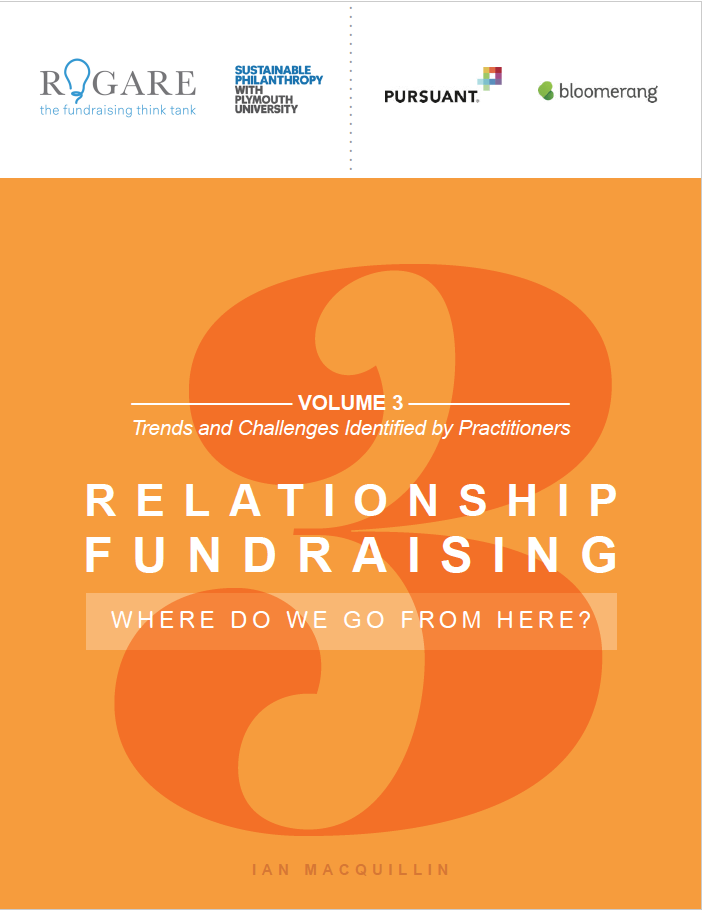 ROGARE
the fundraising think tank
SUSTAINABLE
PHILANTHROPY
WITH
PLYMOUTH
UNIVERSITY
PURSUANT®
bloomerang
3
VOLUME 3
Trends and Challenges Identified by Practitioners
RELATIONSHIP
FUNDRAISING
WHERE DO WE GO FROM HERE?
IAN MACQUILLIN